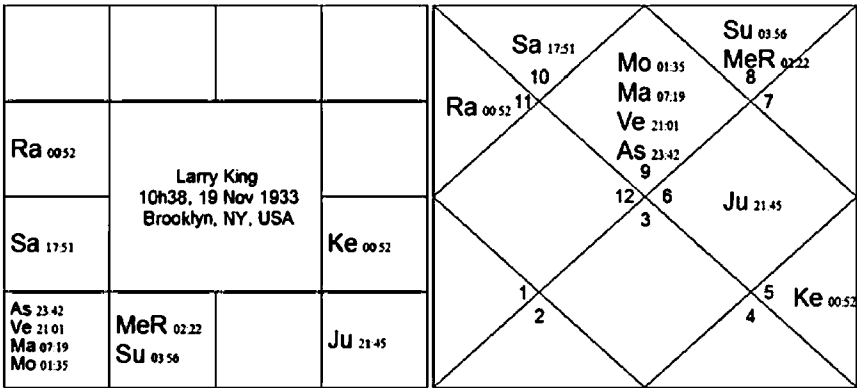 Ra 00:52
Larry King
10h38, 19 Nov 1933
Brooklyn, NY, USA
Sa 17:51
Ke 00:52
As 23:42
Ve 21:01
Ma 07:19
Mo 01:35
MeR 02:22
Su 03:56
Ju 21:45
Sa 17:51
10
Mo 01:35
Ma 07:19
Ve 21:01
As 23:42
9
Su 03:56
MeR 02:22
8
Ra 00:52
11
7
12
6
3
Ju 21:45
1
2
5
4
Ke 00:52